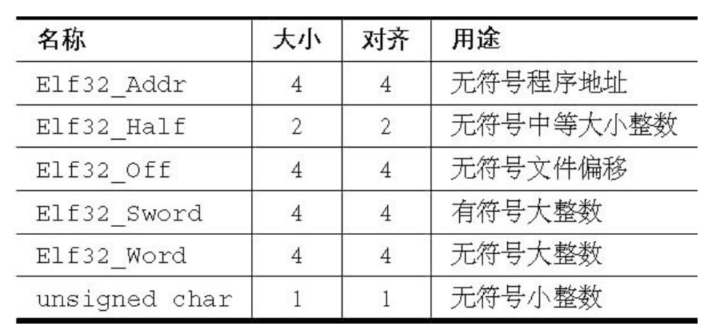 名称 大小 对齐 用途
Elf32_Addr 4 4 无符号程序地址
Elf32_Half 2 2 无符号中等大小整数
Elf32_Off 4 4 无符号文件偏移
Elf32_Sword 4 4 有符号大整数
Elf32_Word 4 4 无符号大整数
unsigned char 1 1 无符号小整数